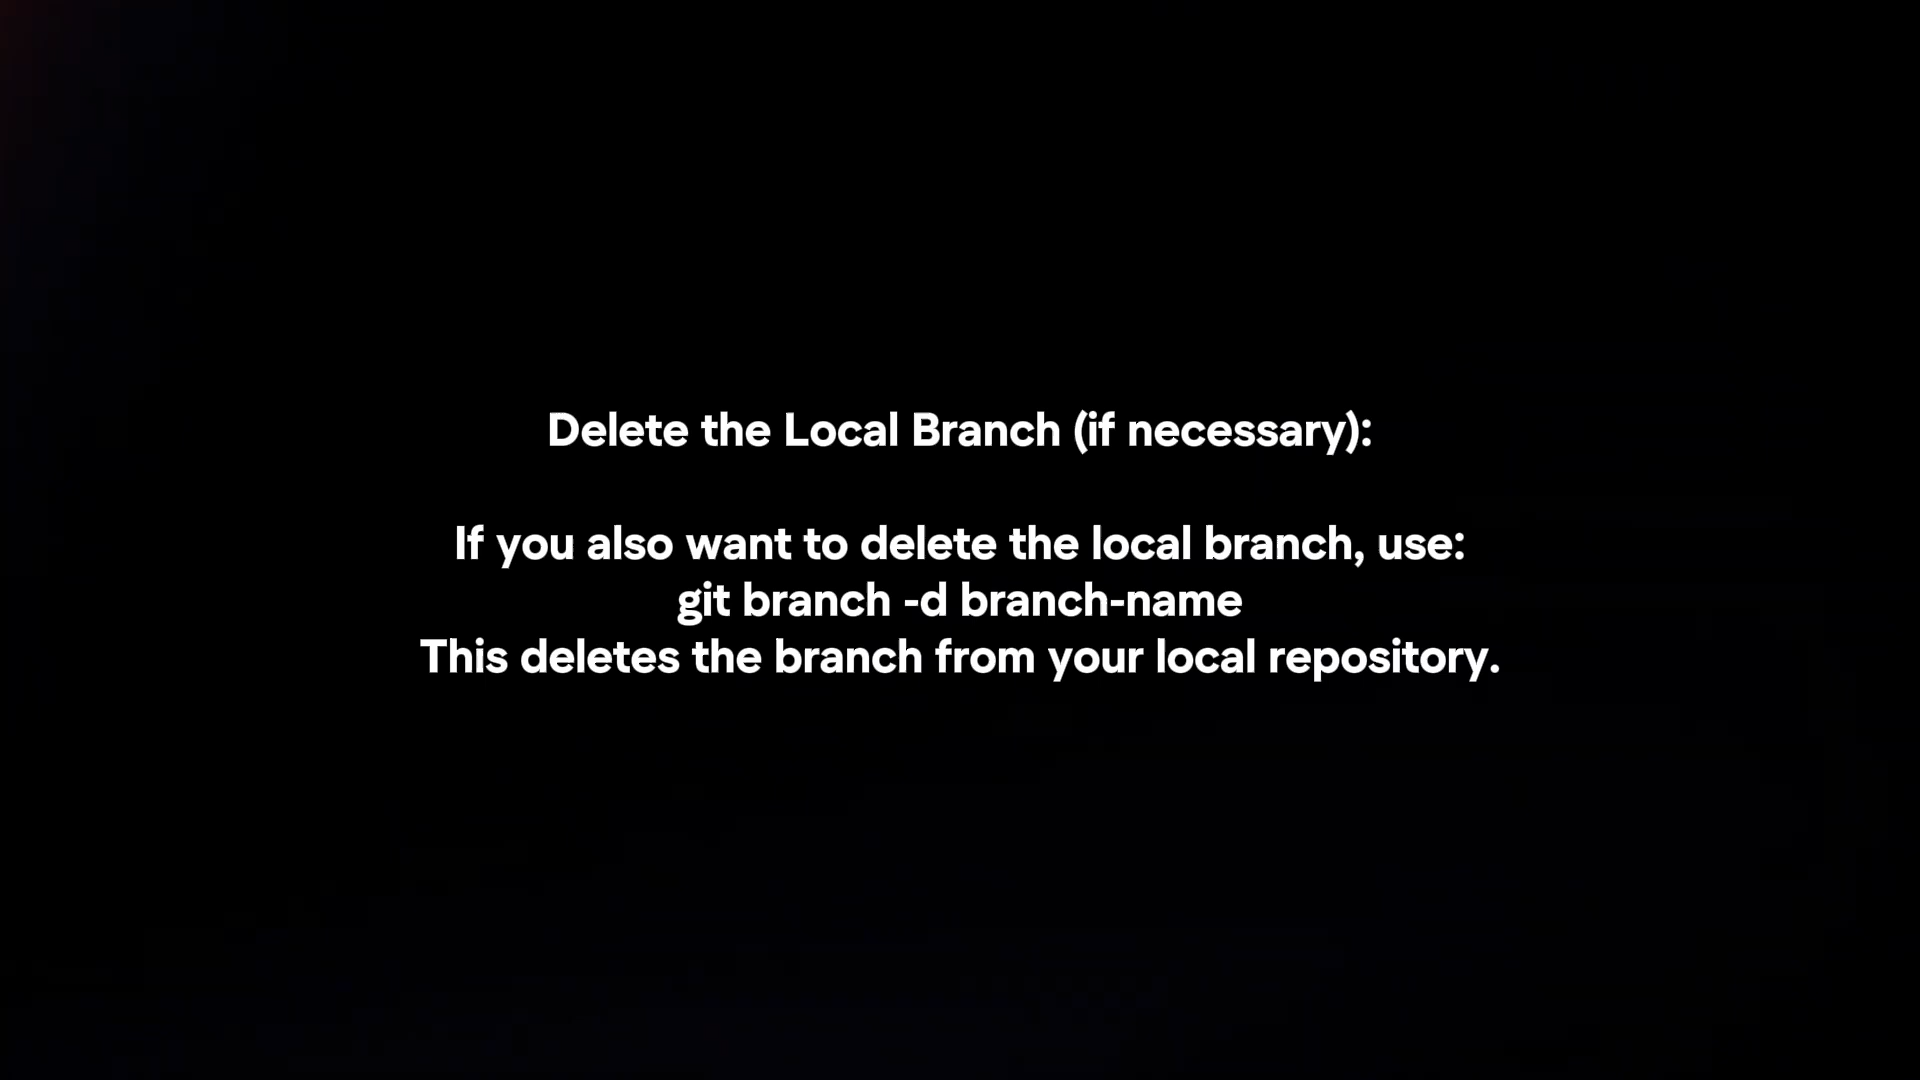 Delete the Local Branch (if necessary):
If you also want to delete the local branch, use:
git branch -d branch-name
This deletes the branch from your local repository.